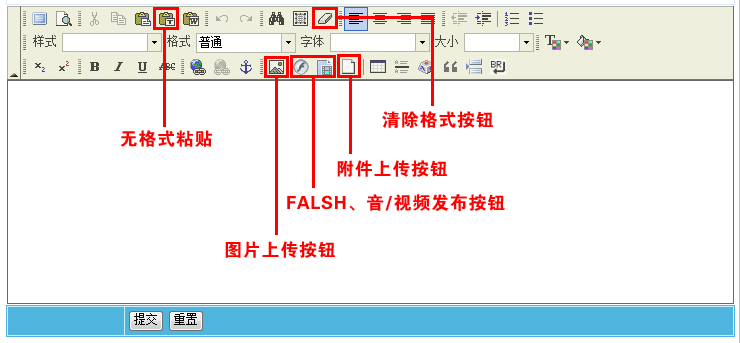 样式 格式 普通 字体 大小
B I U ABC BR
清除格式按钮
无格式粘贴
附件上传按钮
FALSH、音/视频发布按钮
图片上传按钮
提交 重置